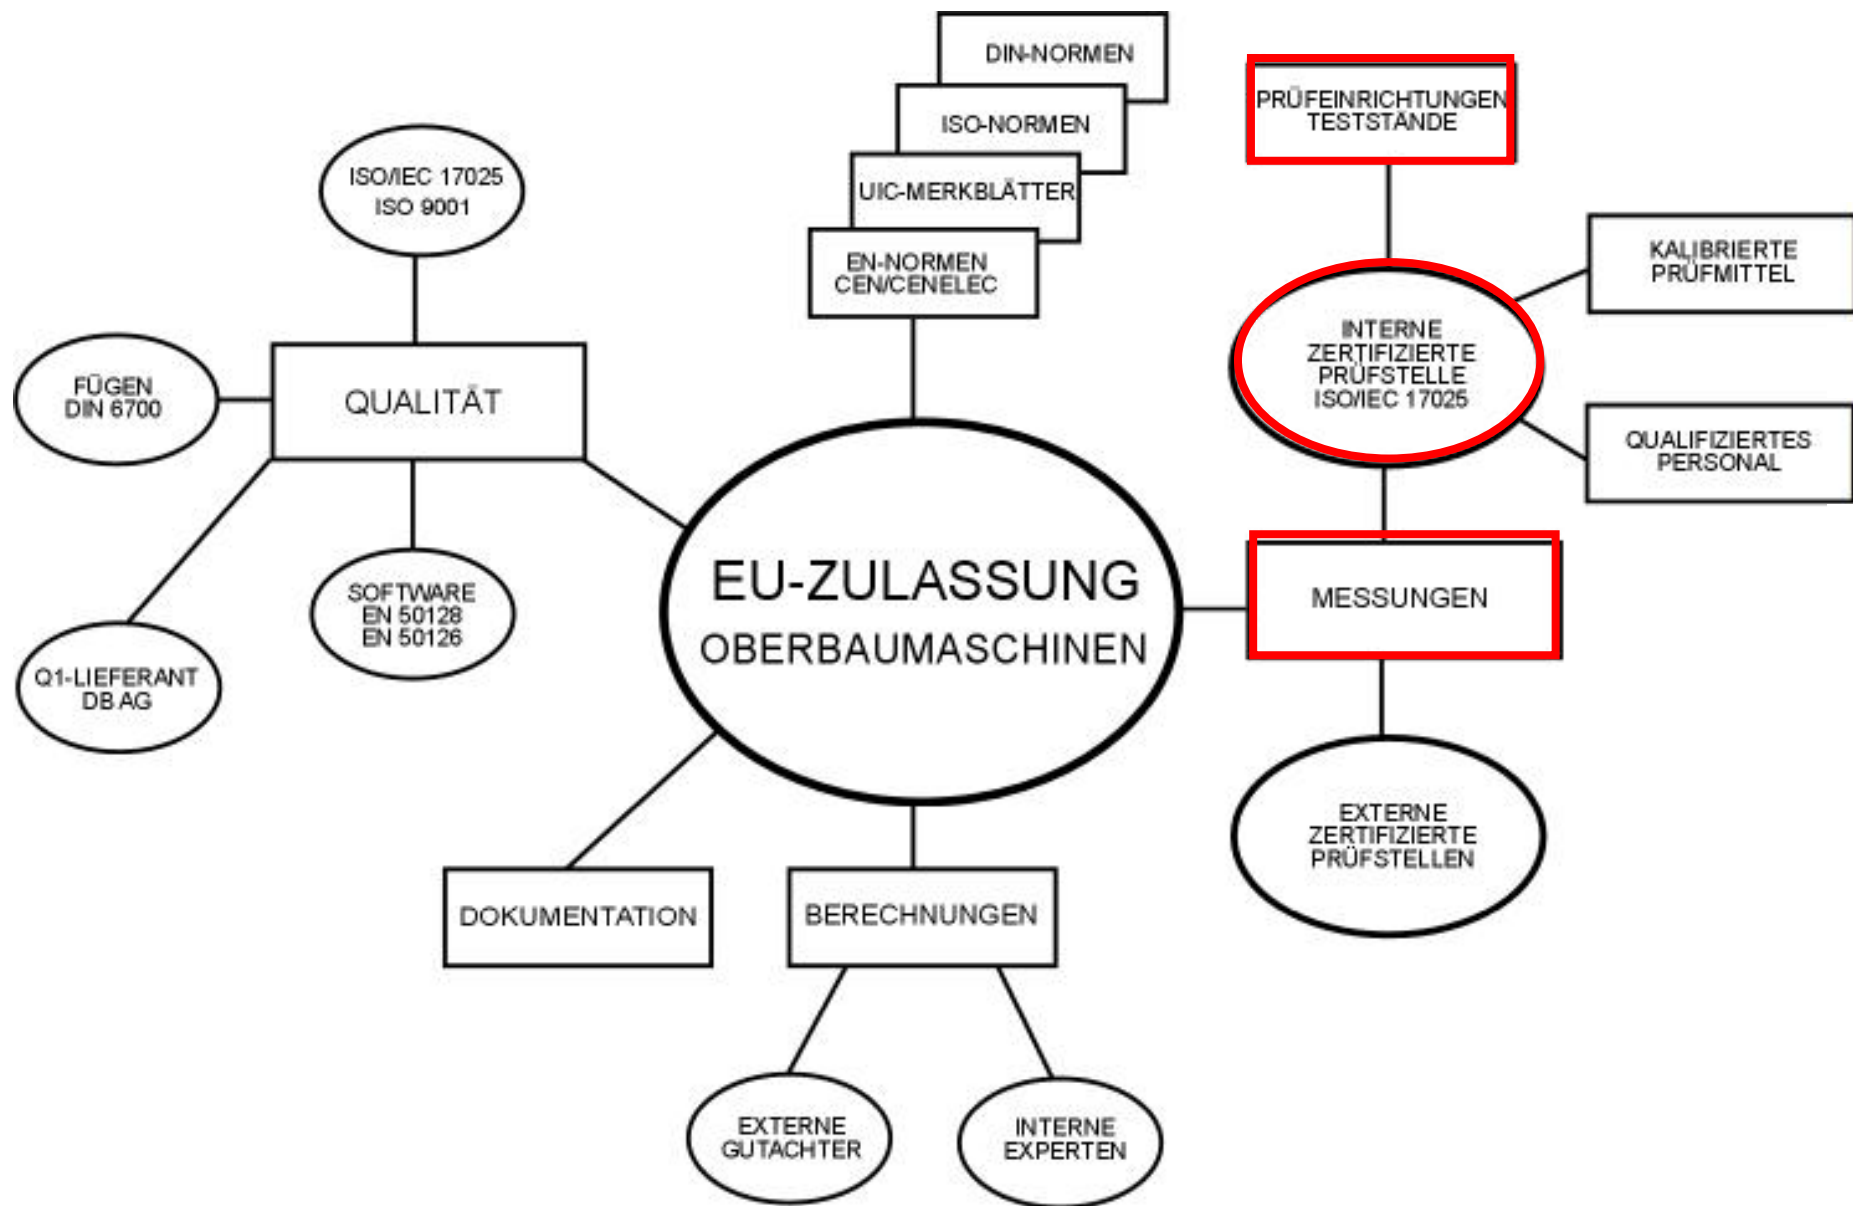 DIN-NORMEN
ISO-NORMEN
UIC-MERKBLÄTTER
EN-NORMEN
CEN/CENELEC
PRÜFEINRICHTUNGEN
TESTSTÄNDE
ISO/IEC 17025
ISO 9001
KALIBRIERTE
PRÜFMITTEL
INTERNE
ZERTIFIZIERTE
PRÜFSTELLE
ISO/IEC 17025
FÜGEN
DIN 6700
QUALITÄT
QUALIFIZIERTES
PERSONAL
EU-ZULASSUNG
OBERBAUMASCHINEN
MESSUNGEN
SOFTWARE
EN 50128
EN 50126
Q1-LIEFERANT
DB AG
EXTERNE
ZERTIFIZIERTE
PRÜFSTELLEN
DOKUMENTATION
BERECHNUNGEN
EXTERNE
GUTACHTER
INTERNE
EXPERTEN